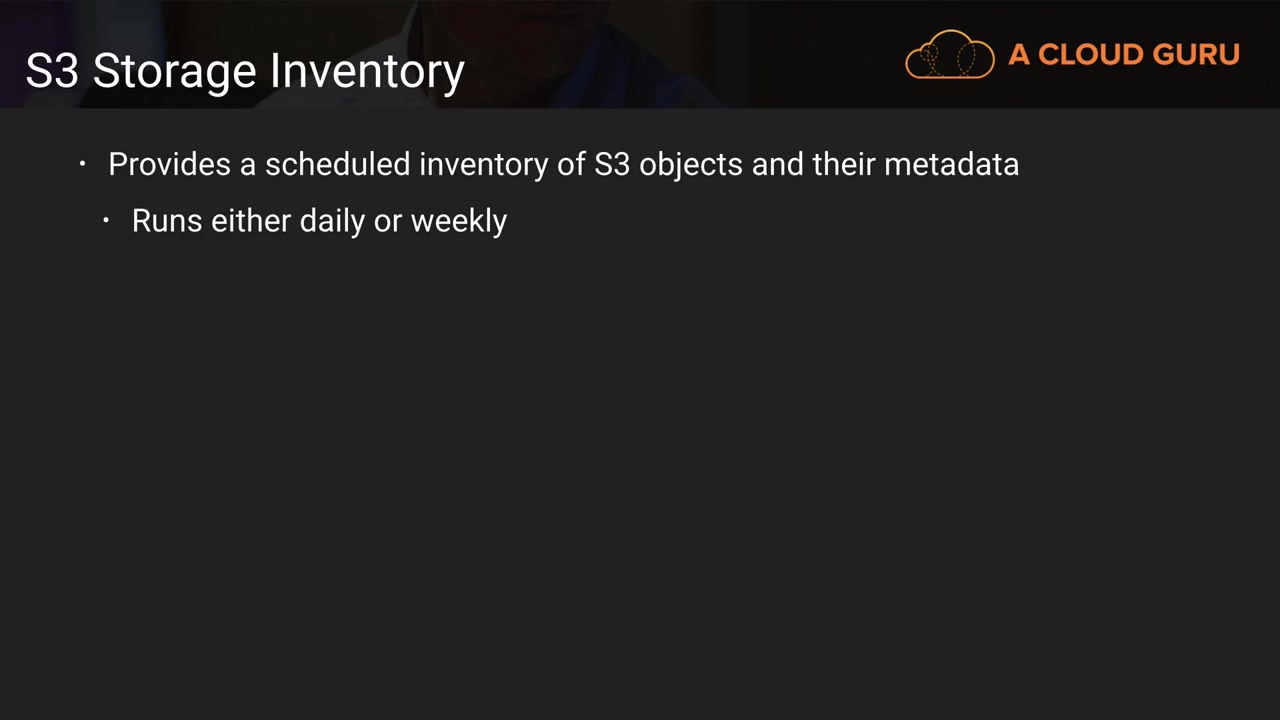 S3 Storage Inventory
A CLOUD GURU
• Provides a scheduled inventory of S3 objects and their metadata
• Runs either daily or weekly